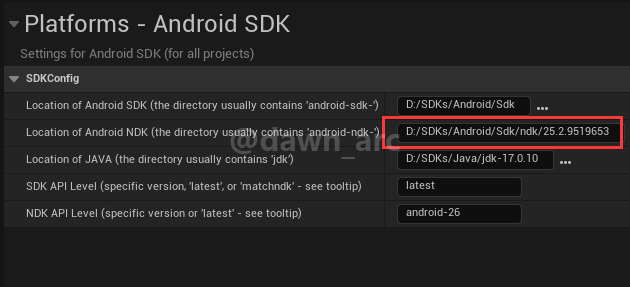 Platforms - Android SDK
Settings for Android SDK (for all projects)
SDKConfig
Location of Android SDK (the directory usually contains 'android-sdk-') D:/SDKs/Android/Sdk ...
Location of Android NDK (the directory usually contains 'android-ndk-') D:/SDKs/Android/Sdk/ndk/25.2.9519653
@dawn_arc
Location of JAVA (the directory usually contains 'jdk') D:/SDKs/Java/jdk-17.0.10 ...
SDK API Level (specific version, 'latest', or 'matchndk' - see tooltip) latest
NDK API Level (specific version or 'latest' - see tooltip) android-26